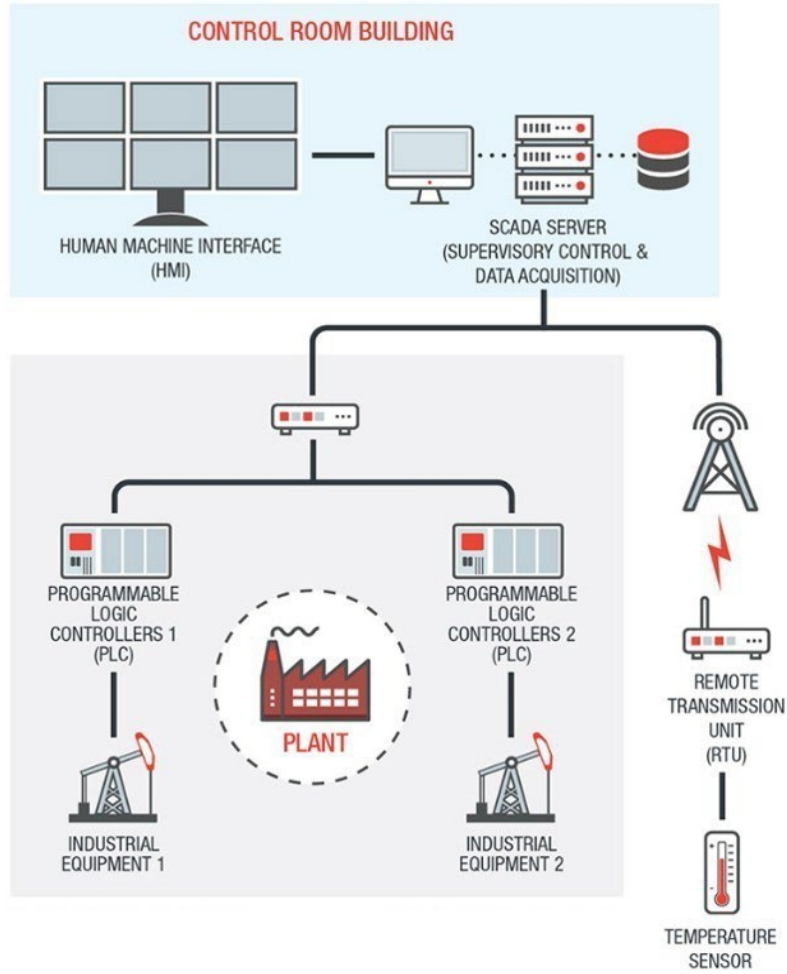 CONTROL ROOM BUILDING
HUMAN MACHINE INTERFACE
(HMI)
SCADA SERVER
(SUPERVISORY CONTROL &
DATA ACQUISITION)
PROGRAMMABLE
LOGIC
CONTROLLERS 1
(PLC)
PROGRAMMABLE
LOGIC
CONTROLLERS 2
(PLC)
PLANT
INDUSTRIAL
EQUIPMENT 1
INDUSTRIAL
EQUIPMENT 2
REMOTE
TRANSMISSION
UNIT
(RTU)
TEMPERATURE
SENSOR